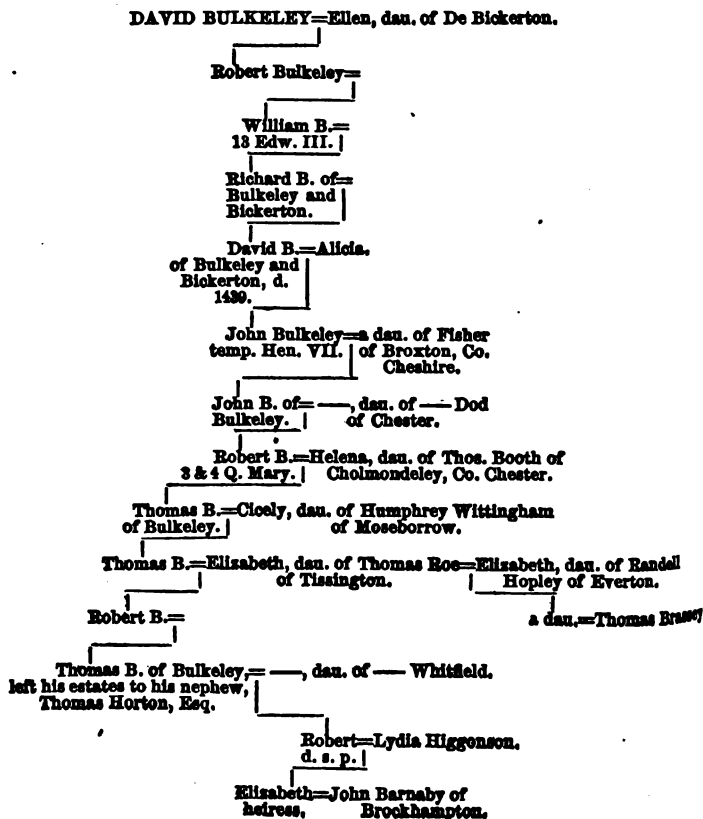 DAVID BULKELEY=Ellen, dau. of De Bickerton.
Robert Bulkeley=
William B.=
13 Edw. III.
Richard B. of=
Bulkeley and
Bickerton.
David B.=Alicia.
of Bulkeley and
Bickerton, d.
1439.
John Bulkeley=a dau. of Fisher
temp. Hen. VII. of Broxton, Co.
Cheshire.
John B. of= —, dau. of — Dod
Bulkeley. of Chester.
Robert B.=Helena, dau. of Thos. Booth of
3 & 4 Q. Mary. Cholmondeley, Co. Chester.
Thomas B.=Cicely, dau. of Humphrey Wittingham
of Bulkeley. of Moseborrow.
Thomas B.=Elizabeth, dau. of Thomas Roe=Elizabeth, dau. of Randell
of Tissington. Hopley of Everton.
Robert B.=
a dau.=Thomas Brassey
Thomas B. of Bulkeley,= —, dau. of — Whitfield.
left his estates to his nephew,
Thomas Horton, Esq.
Robert=Lydia Higgenson.
d. s. p.
Elizabeth=John Barnaby of
heiress. Brockhampton.